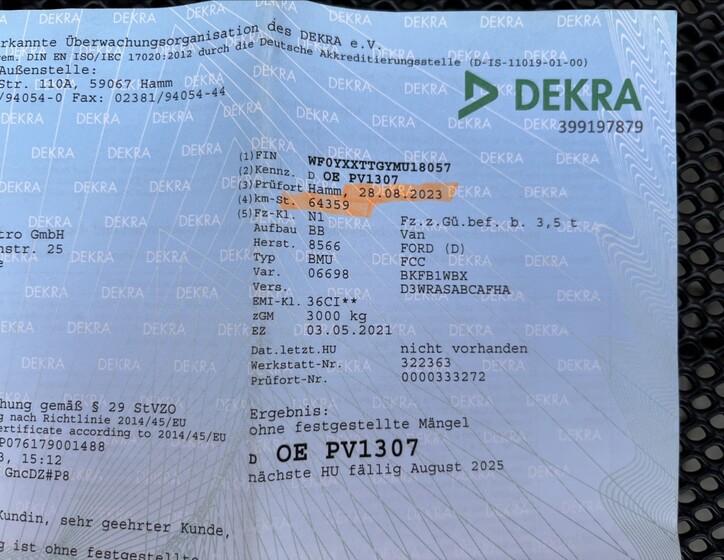 erkannte Überwachungsorganisation des DEKRA e.V.
rem. DIN EN ISO/IEC 17020:2012 durch die Deutsche Akkreditierungsstelle (D-IS-11019-01-00)
Außenstelle:
Str. 110A, 59067 Hamm
/94054-0 Fax: 02381/94054-44
DEKRA
399197879
(1) FIN WF0YXXTTGYMU18057
(2) Kennz. D OE PV1307
(3) Prüfort Hamm, 28.08.2023
(4) km-St. 64359
(5) Fz-Kl. N1 Fz.z.Gü.bef. b. 3,5 t
Aufbau BB Van
Herst. 8566 FORD (D)
Typ BMU FCC
Var. 06698 BKFB1WBX
Vers. D3WRASABCAFHA
EMI-Kl. 36CI**
zGM 3000 kg
EZ 03.05.2021
tro GmbH
nstr. 25
e
Dat.letzt.HU nicht vorhanden
Werkstatt-Nr. 322363
Prüfort-Nr. 0000333272
hung gemäß § 29 StVZO
g nach Richtlinie 2014/45/EU
ertificate according to 2014/45/EU
P076179001488
3, 15:12
GncDZ#P8
Ergebnis:
ohne festgestellte Mängel
D OE PV1307
nächste HU fällig August 2025
Kundin, sehr geehrter Kunde,
g ist ohne festgestellte